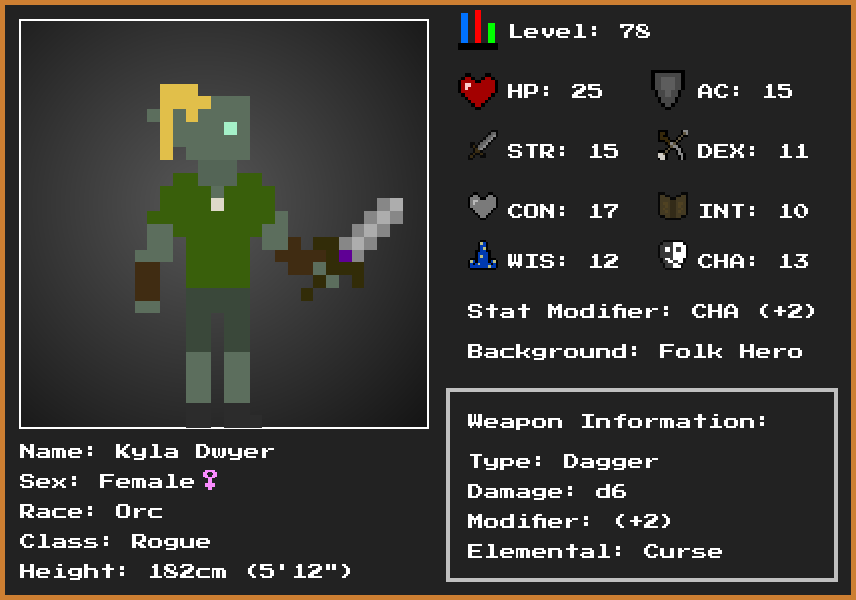 Level: 78
HP: 25
AC: 15
STR: 15
DEX: 11
CON: 17
INT: 10
WIS: 12
CHA: 13
Stat Modifier: CHA (+2)
Background: Folk Hero
Weapon Information:
Type: Dagger
Damage: d6
Modifier: (+2)
Elemental: Curse
Name: Kyla Dwyer
Sex: Female♀
Race: Orc
Class: Rogue
Height: 182cm (5'12")